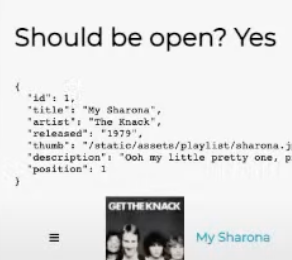 Should be open? Yes
{
"id": 1,
"title": "My Sharona",
"artist": "The Knack",
"released": "1979",
"thumb": "/static/assets/playlist/sharona.j
"description": "Ooh my little pretty one, p
"position": 1
}
GET THE KNACK
My Sharona